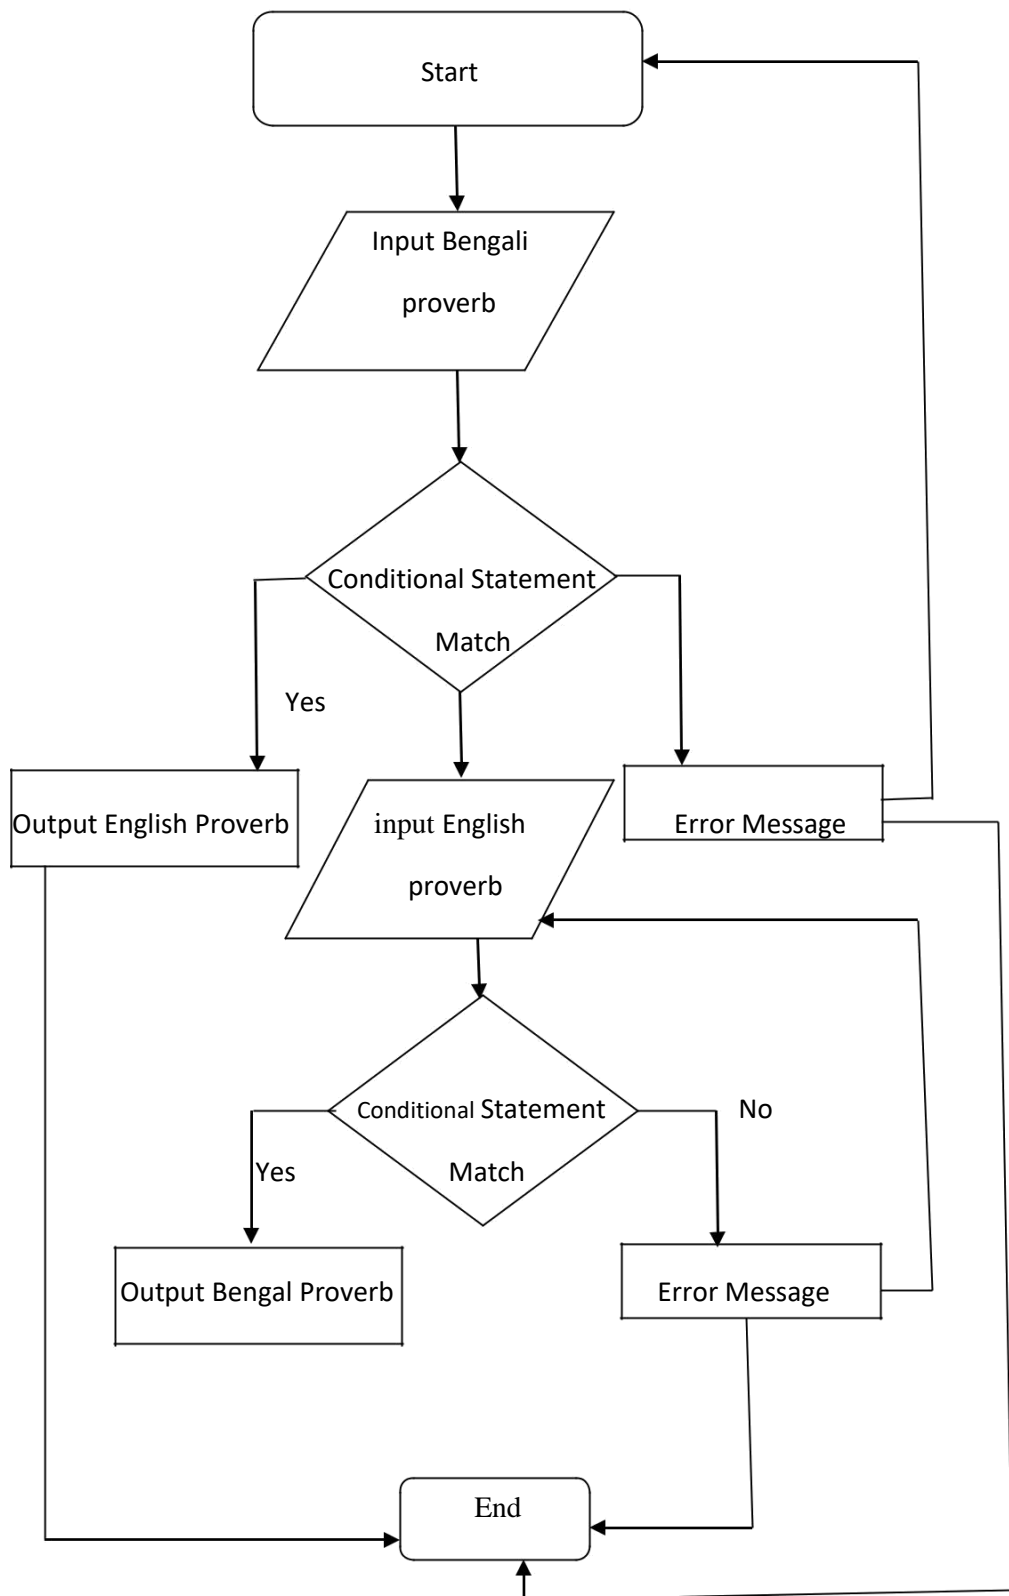 Start
Input Bengali
proverb
Conditional Statement
Match
Yes
Output English Proverb
input English
proverb
Error Message
Conditional Statement
Match
No
Yes
Output Bengal Proverb
Error Message
End